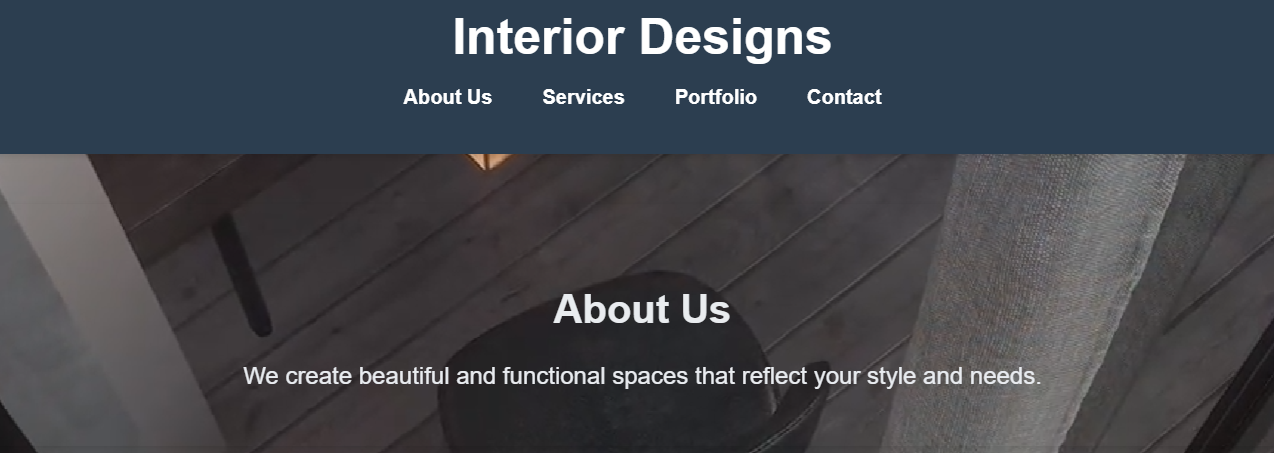 Interior Designs
About Us Services Portfolio Contact
About Us
We create beautiful and functional spaces that reflect your style and needs.